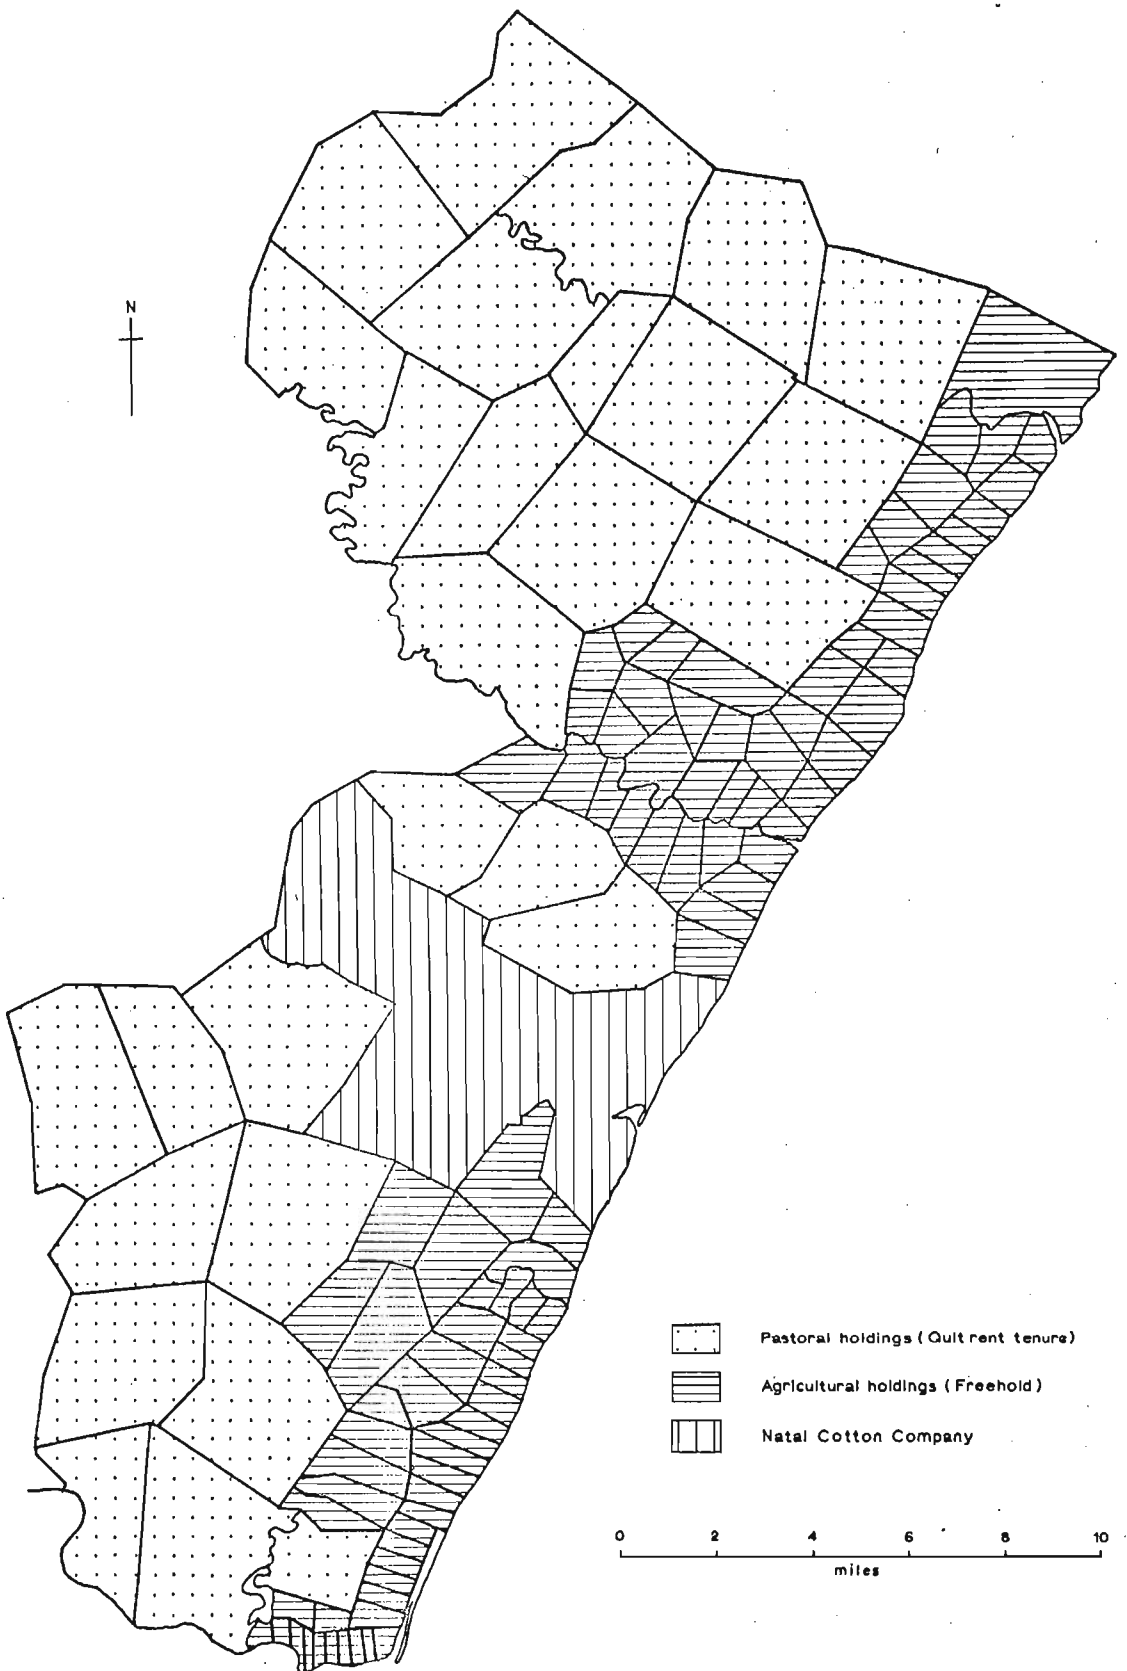 N
Pastoral holdings (Quit rent tenure)
Agricultural holdings (Freehold)
Natal Cotton Company
0 2 4 6 8 10
miles